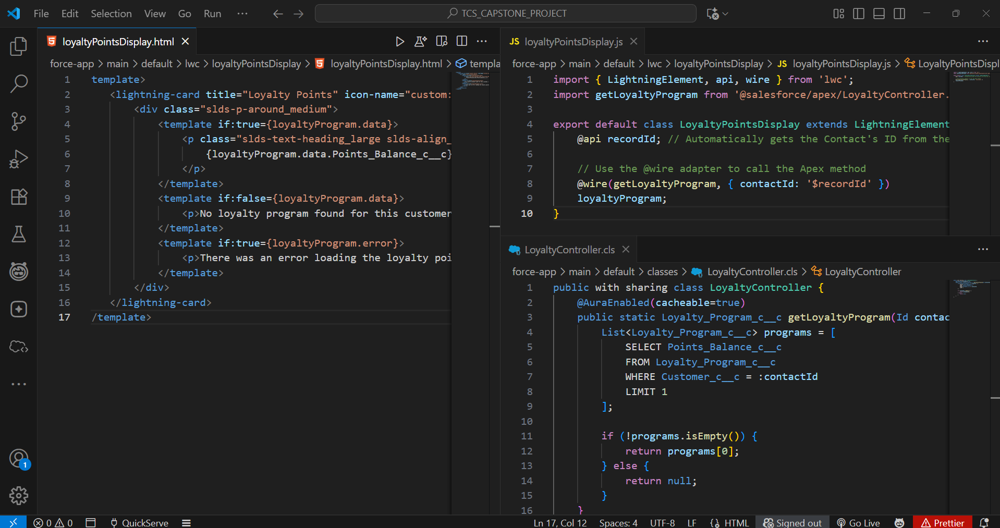 File Edit Selection View Go Run ···
TCS_CAPSTONE_PROJECT
loyaltyPointsDisplay.html
force-app > main > default > lwc > loyaltyPointsDisplay > loyaltyPointsDisplay.html > templa
1 template>
2 <lightning-card title="Loyalty Points" icon-name="custom:
3 <div class="slds-p-around_medium">
4 <template if:true={loyaltyProgram.data}>
5 <p class="slds-text-heading_large slds-align_
6 {loyaltyProgram.data.Points_Balance_c__c}
7 </p>
8 </template>
9 <template if:false={loyaltyProgram.data}>
10 <p>No loyalty program found for this customer
11 </template>
12 <template if:true={loyaltyProgram.error}>
13 <p>There was an error loading the loyalty poi
14 </template>
15 </div>
16 </lightning-card>
17 /template>
JS loyaltyPointsDisplay.js
force-app > main > default > lwc > loyaltyPointsDisplay > JS loyaltyPointsDisplay.js > LoyaltyPointsDispl
1 import { LightningElement, api, wire } from 'lwc';
2 import getLoyaltyProgram from '@salesforce/apex/LoyaltyController.
3
4 export default class LoyaltyPointsDisplay extends LightningElement
5 @api recordId; // Automatically gets the Contact's ID from the
6
7 // Use the @wire adapter to call the Apex method
8 @wire(getLoyaltyProgram, { contactId: '$recordId' })
9 loyaltyProgram;
10 }
LoyaltyController.cls
force-app > main > default > classes > LoyaltyController.cls > LoyaltyController
1 public with sharing class LoyaltyController {
2 @AuraEnabled(cacheable=true)
3 public static Loyalty_Program_c__c getLoyaltyProgram(Id contac
4 List<Loyalty_Program_c__c> programs = [
5 SELECT Points_Balance_c__c
6 FROM Loyalty_Program_c__c
7 WHERE Customer_c__c = :contactId
8 LIMIT 1
9 ];
10
11 if (!programs.isEmpty()) {
12 return programs[0];
13 } else {
14 return null;
15 }
16 }
1
0 0 QuickServe Ln 17, Col 12 Spaces: 4 UTF-8 LF {} HTML Signed out Go Live Prettier